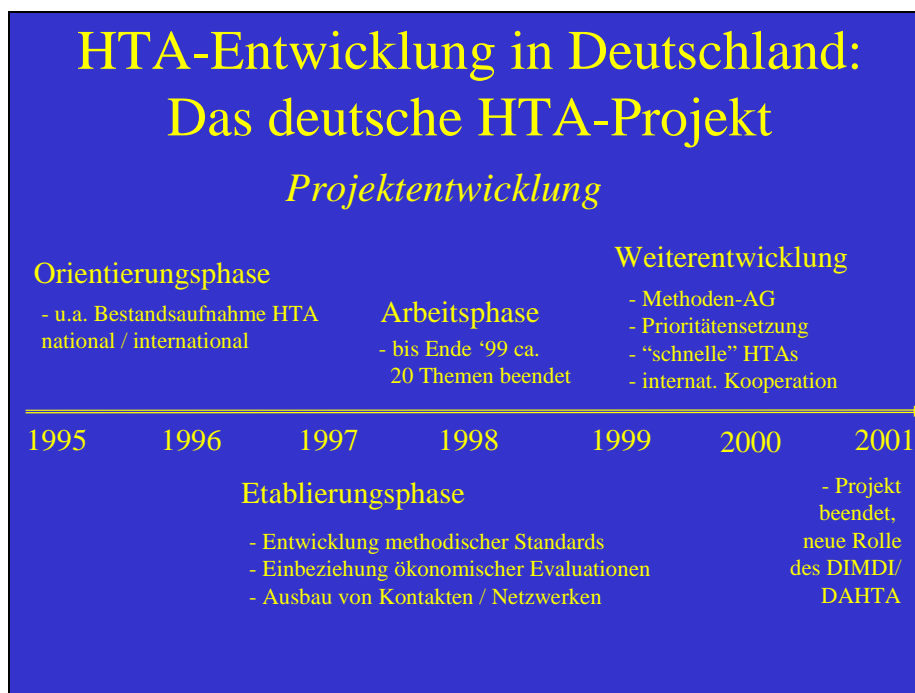 HTA-Entwicklung in Deutschland:
Das deutsche HTA-Projekt
Projektentwicklung
Orientierungsphase
- u.a. Bestandsaufnahme HTA
national / international
Arbeitsphase
- bis Ende ‘99 ca.
20 Themen beendet
Weiterentwicklung
- Methoden-AG
- Prioritätensetzung
- “schnelle” HTAs
- internat. Kooperation
1995 1996 1997 1998 1999 2000 2001
Etablierungsphase
- Entwicklung methodischer Standards
- Einbeziehung ökonomischer Evaluationen
- Ausbau von Kontakten / Netzwerken
- Projekt
beendet,
neue Rolle
des DIMDI/
DAHTA